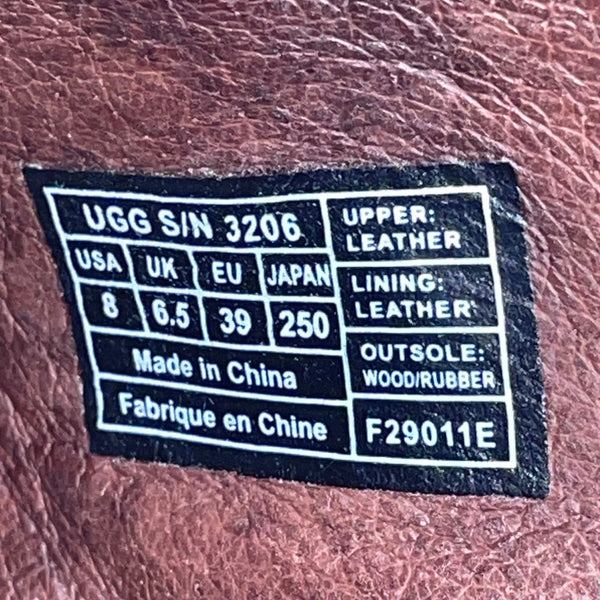 UGG S/N 3206
USA UK EU JAPAN
8 6.5 39 250
Made in China
Fabrique en Chine
UPPER:
LEATHER
LINING:
LEATHER
OUTSOLE:
WOOD/RUBBER
F29011E